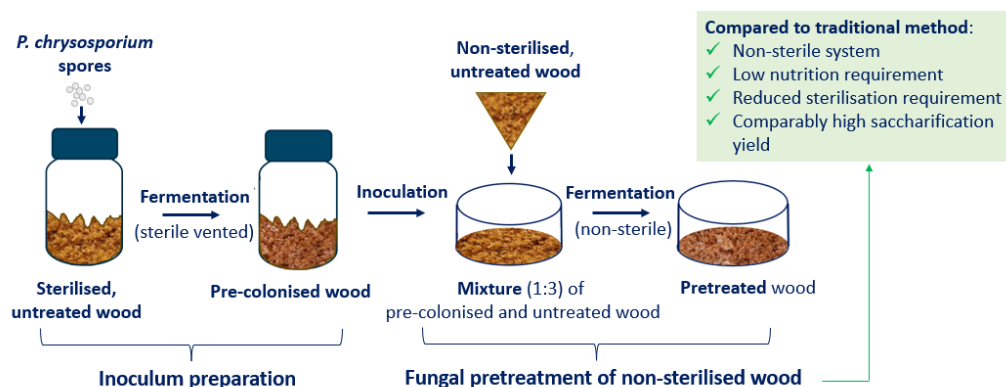 P. chrysosporium
spores
Sterilised,
untreated wood
Fermentation
(sterile vented)
Pre-colonised wood
Inoculum preparation
Inoculation
Non-sterilised,
untreated wood
Mixture (1:3) of
pre-colonised and untreated wood
Fermentation
(non-sterile)
Pretreated wood
Fungal pretreatment of non-sterilised wood
Compared to traditional method:
✓ Non-sterile system
✓ Low nutrition requirement
✓ Reduced sterilisation requirement
✓ Comparably high saccharification
yield